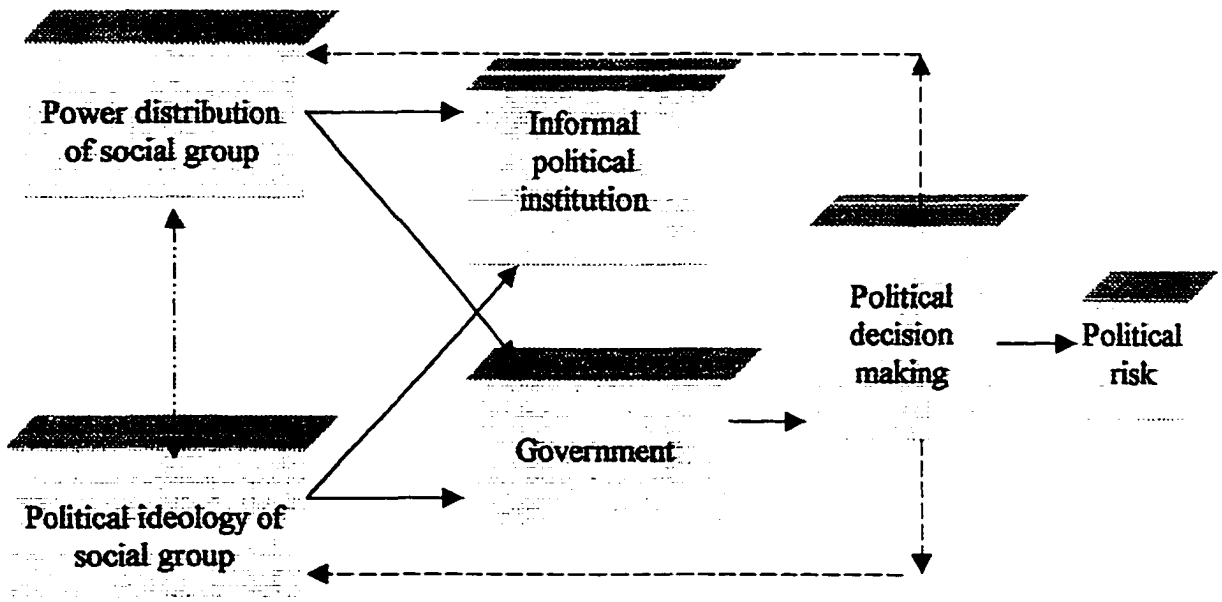 Power distribution
of social group
Informal
political
institution
Political
decision
making
Political
risk
Government
Political ideology of
social group